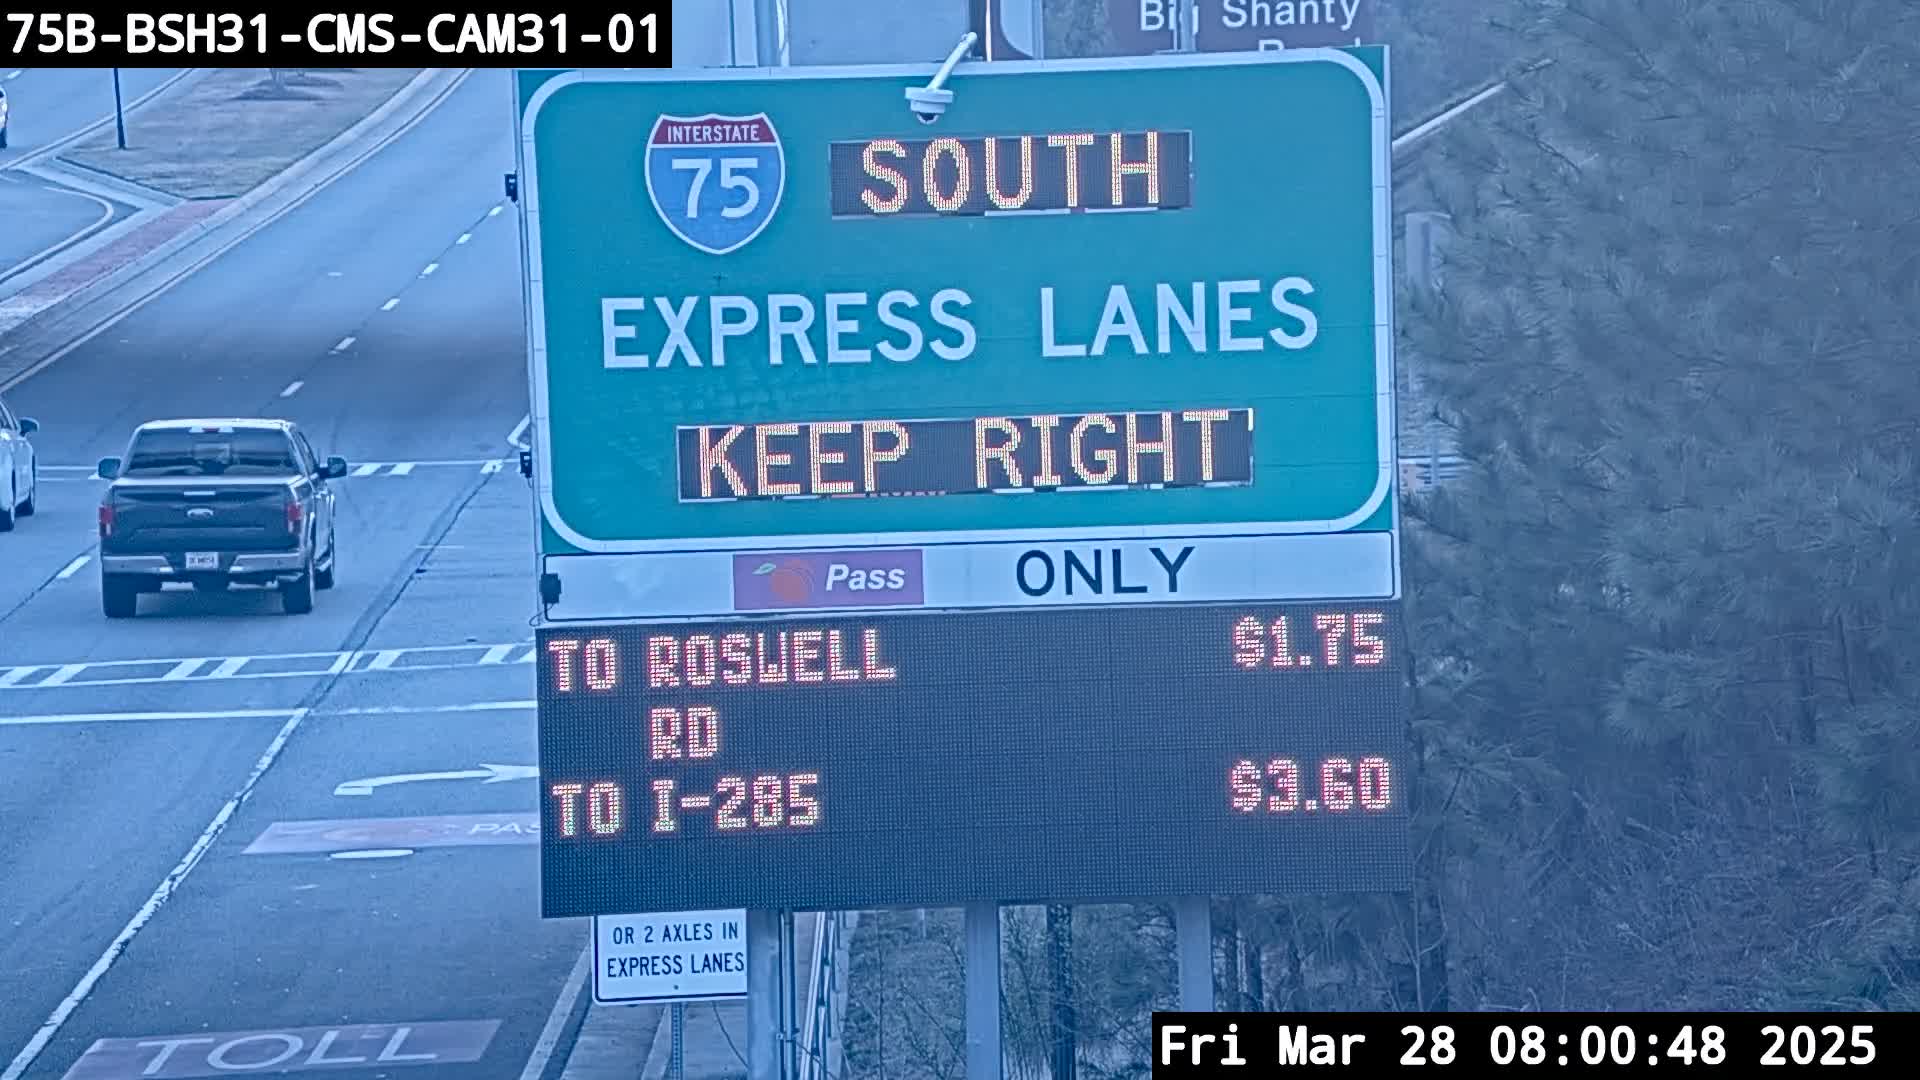 75B-BSH31-CMS-CAM31-01
Big Shanty
INTERSTATE
75
SOUTH
EXPRESS LANES
KEEP RIGHT
Pass
ONLY
TO ROSWELL $1.75
RD
TO I-285 $3.60
OR 2 AXLES IN
EXPRESS LANES
TOLL
Fri Mar 28 08:00:48 2025